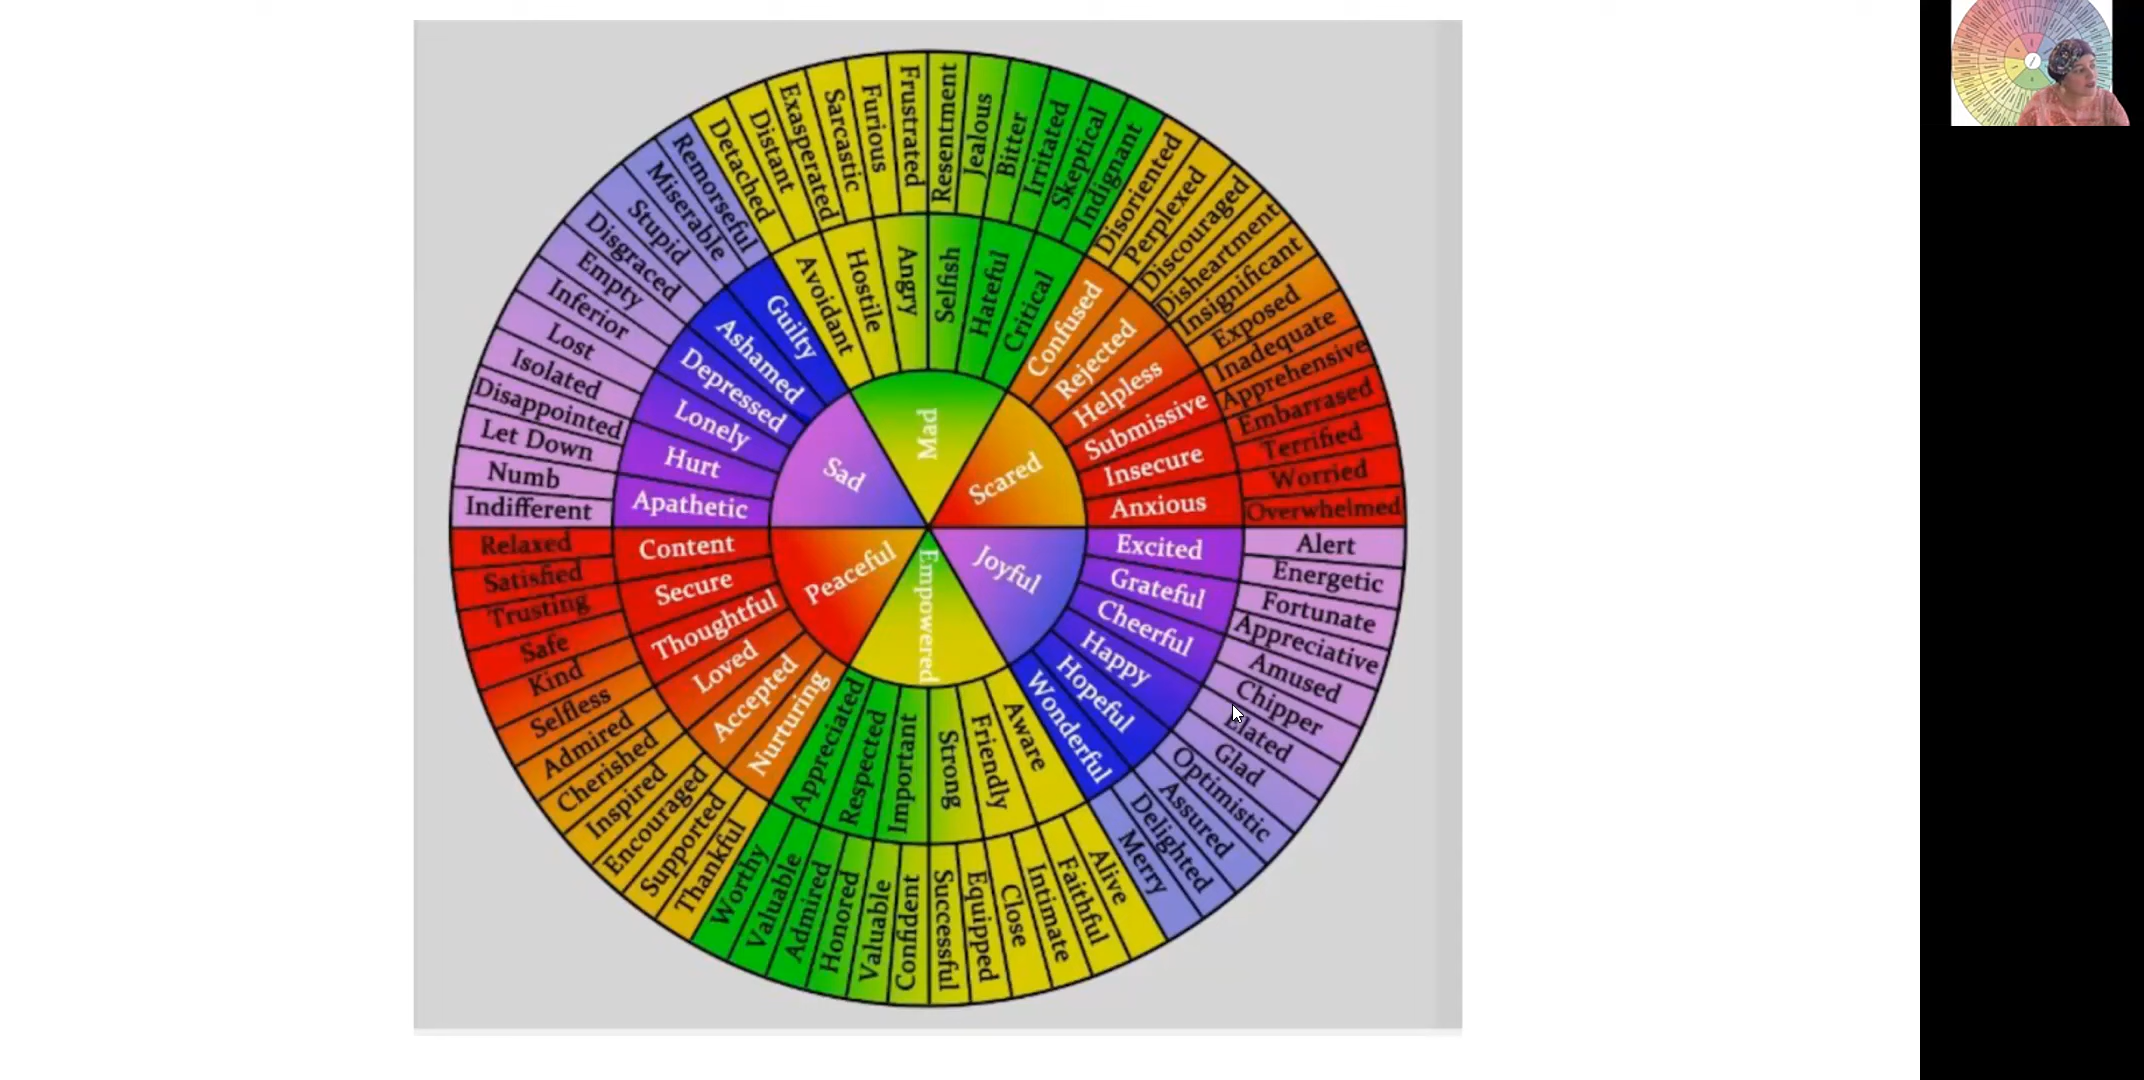 Mad
Scared
Joyful
Empowered
Peaceful
Sad
Avoidant
Hostile
Angry
Selfish
Hateful
Critical
Confused
Rejected
Helpless
Submissive
Insecure
Anxious
Excited
Grateful
Cheerful
Happy
Hopeful
Wonderful
Aware
Friendly
Strong
Important
Respected
Appreciated
Nurturing
Accepted
Loved
Thoughtful
Secure
Content
Apathetic
Hurt
Lonely
Depressed
Ashamed
Guilty
Detached
Distant
Exasperated
Sarcastic
Furious
Frustrated
Resentment
Jealous
Bitter
Irritated
Skeptical
Indignant
Disoriented
Perplexed
Discouraged
Disheartment
Insignificant
Exposed
Inadequate
Apprehensive
Embarrased
Terrified
Worried
Overwhelmed
Alert
Energetic
Fortunate
Appreciative
Amused
Chipper
Elated
Glad
Optimistic
Assured
Delighted
Merry
Alive
Faithful
Intimate
Close
Equipped
Successful
Confident
Valuable
Honored
Admired
Valuable
Worthy
Thankful
Supported
Encouraged
Inspired
Cherished
Admired
Selfless
Kind
Safe
Trusting
Satisfied
Relaxed
Indifferent
Numb
Let Down
Disappointed
Isolated
Lost
Inferior
Empty
Disgraced
Stupid
Miserable
Remorseful